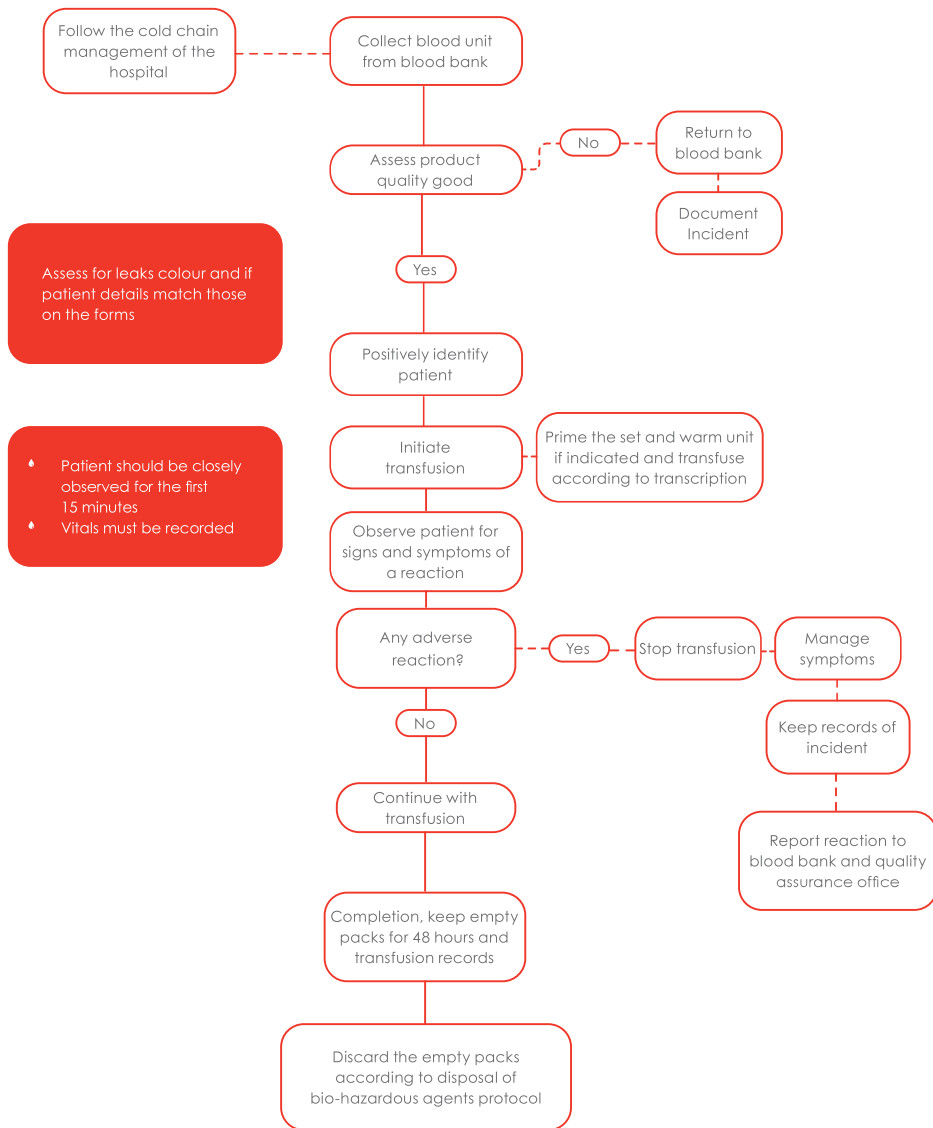 Follow the cold chain
management of the
hospital
Collect blood unit
from blood bank
Assess product
quality good
No
Return to
blood bank
Document
Incident
Assess for leaks colour and if
patient details match those
on the forms
Yes
Positively identify
patient
Initiate
transfusion
Prime the set and warm unit
if indicated and transfuse
according to transcription
Patient should be closely
observed for the first
15 minutes
Vitals must be recorded
Observe patient for
signs and symptoms of
a reaction
Any adverse
reaction?
Yes
Stop transfusion
Manage
symptoms
Keep records of
incident
Report reaction to
blood bank and quality
assurance office
No
Continue with
transfusion
Completion, keep empty
packs for 48 hours and
transfusion records
Discard the empty packs
according to disposal of
bio-hazardous agents protocol